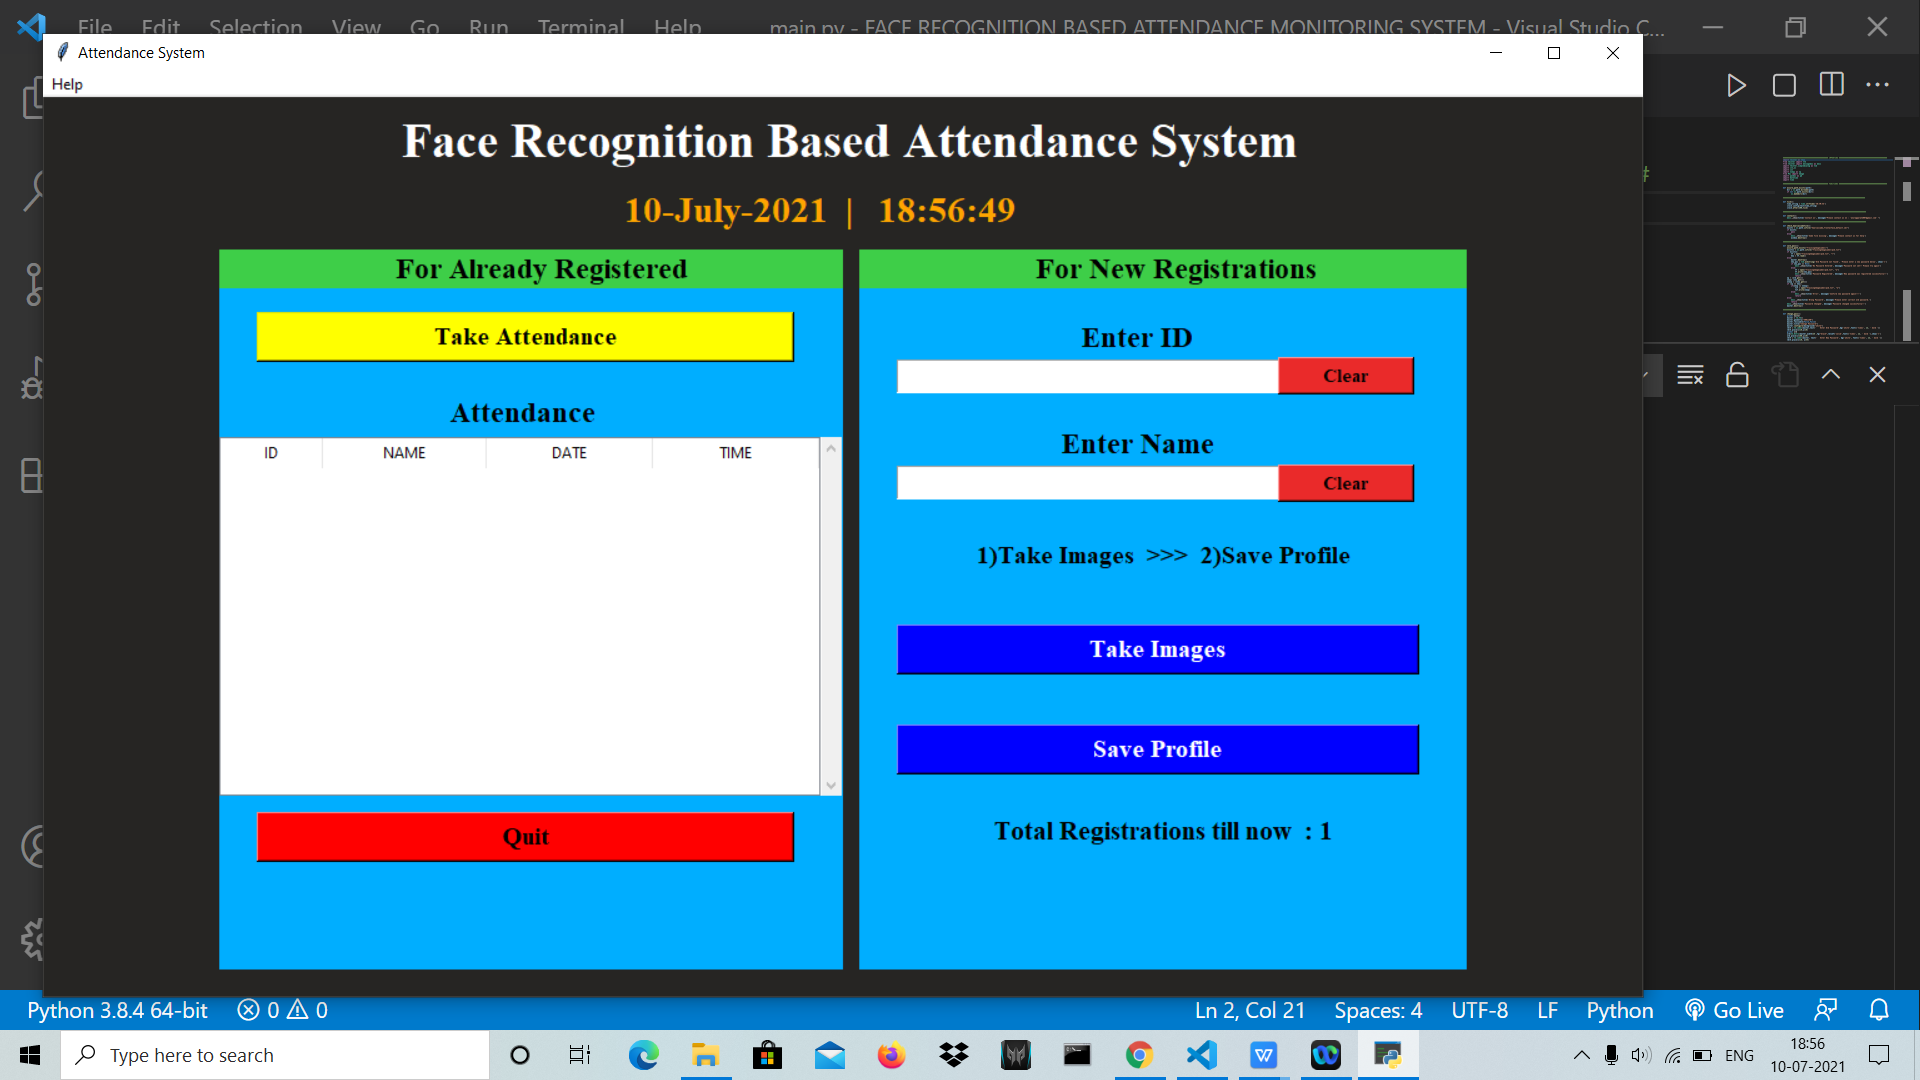 File Edit Selection View Go Run Terminal Help main.py - FACE RECOGNITION BASED ATTENDANCE MONITORING SYSTEM - Visual Studio C...
Attendance System
Help
Face Recognition Based Attendance System
10-July-2021 | 18:56:49
For Already Registered
Take Attendance
Attendance
ID NAME DATE TIME
Quit
For New Registrations
Enter ID
Clear
Enter Name
Clear
1)Take Images >>> 2)Save Profile
Take Images
Save Profile
Total Registrations till now : 1
#
Python 3.8.4 64-bit 0 0 Ln 2, Col 21 Spaces: 4 UTF-8 LF Python Go Live
Type here to search
ENG
18:56
10-07-2021